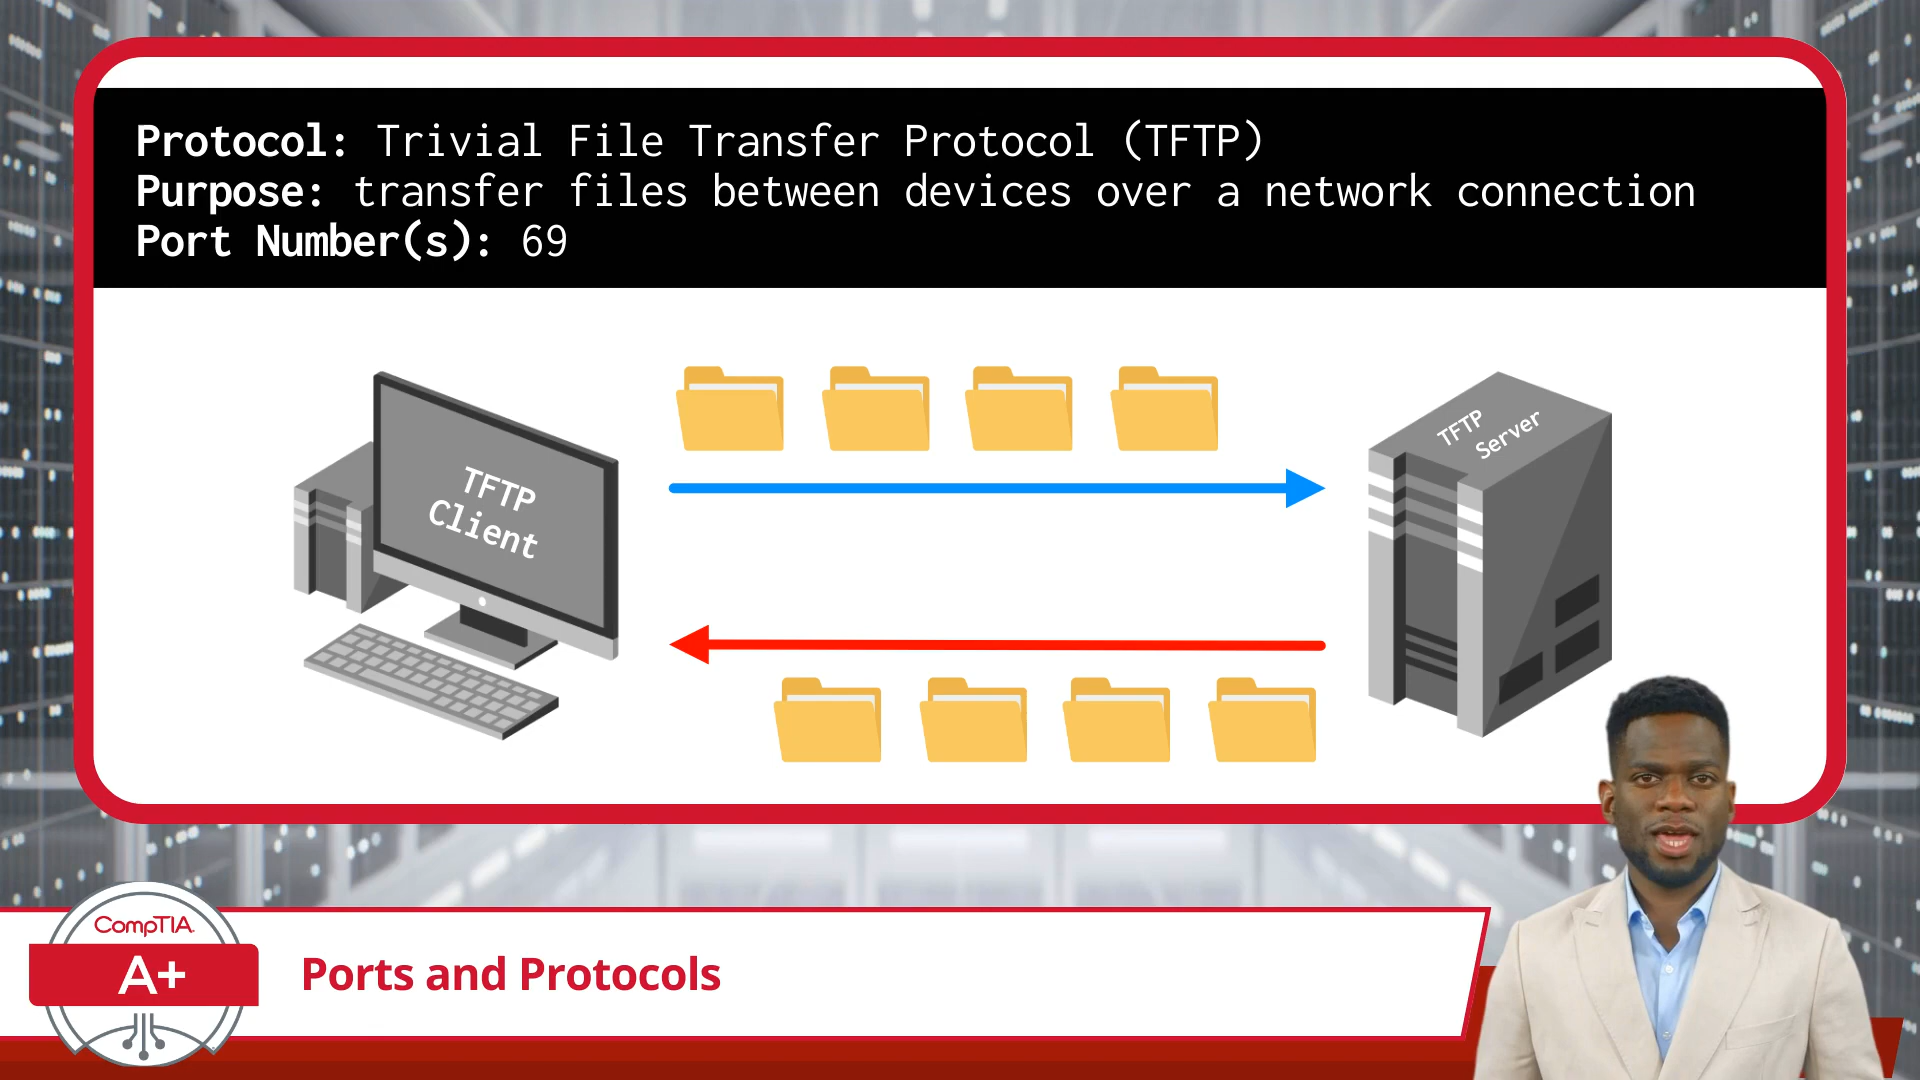 Protocol: Trivial File Transfer Protocol (TFTP)
Purpose: transfer files between devices over a network connection
Port Number(s): 69
TFTP
Client
TFTP
Server
CompTIA.
A+
Ports and Protocols